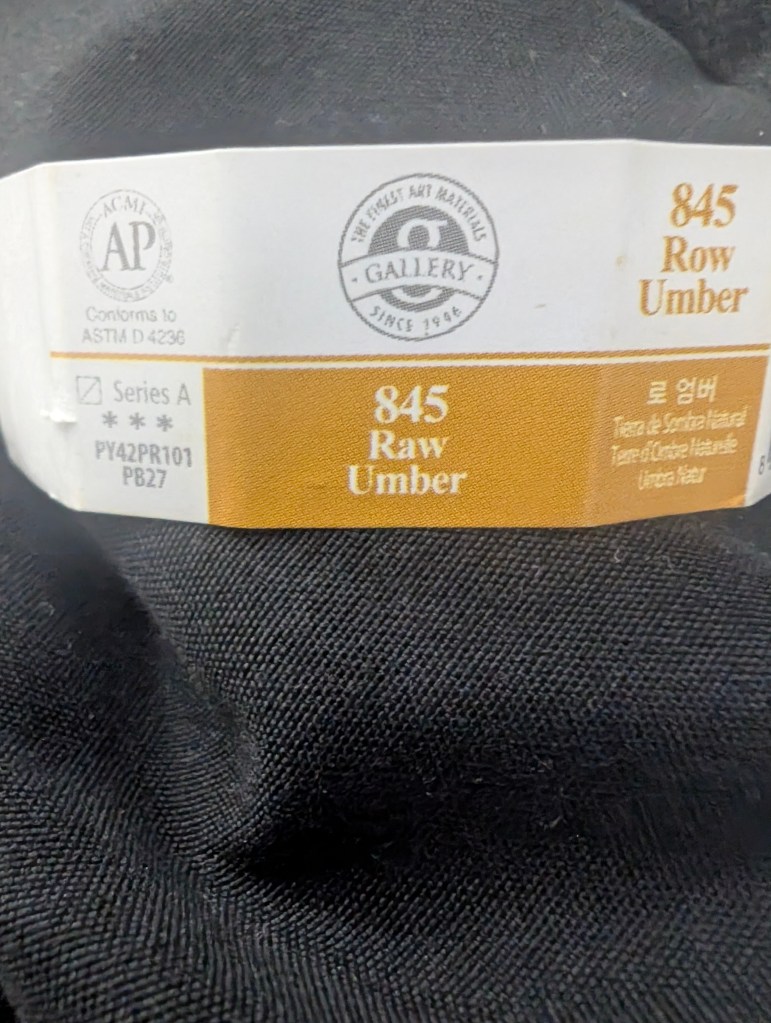 ACMI
AP
Conforms to
ASTM D 4236
THE FINEST ART MATERIALS
g
GALLERY
SINCE 1946
845
Row
Umber
Series A
***
PY42PR101
PB27
845
Raw
Umber
로 엄버
Tierra de Sombra Natural
Terre d'Ombre Naturelle
Umbra Natur